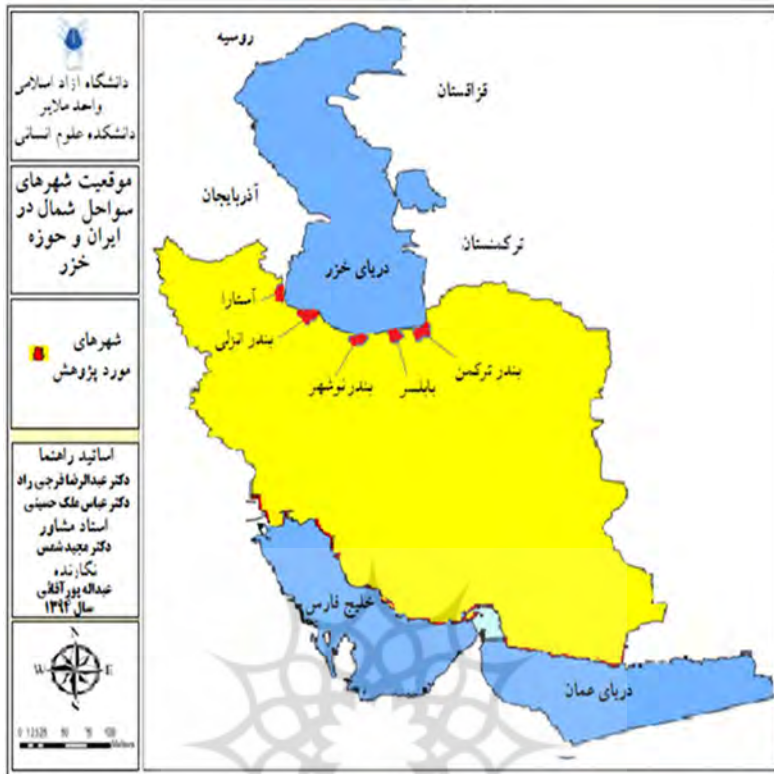 دانشگاه آزاد اسلامی
واحد ملایر
دانشکده علوم انسانی
موقعیت شهرهای
سواحل شمال در
ایران و حوزه
خزر
شهرهای
مورد پژوهش
اساتید راهنما
دکتر عبدالرضا فرجی راد
دکتر عباس ملک حسینی
استاد مشاور
دکتر مجید شمس
نگارنده
عبداله پور آقائی
سال ۱۳۹۴
N
W
E
S
روسیه
قزاقستان
آذربایجان
ترکمنستان
دریای خزر
آستارا
بندر انزلی
بندر نوشهر
بابلسر
بندر ترکمن
خلیج فارس
دریای عمان